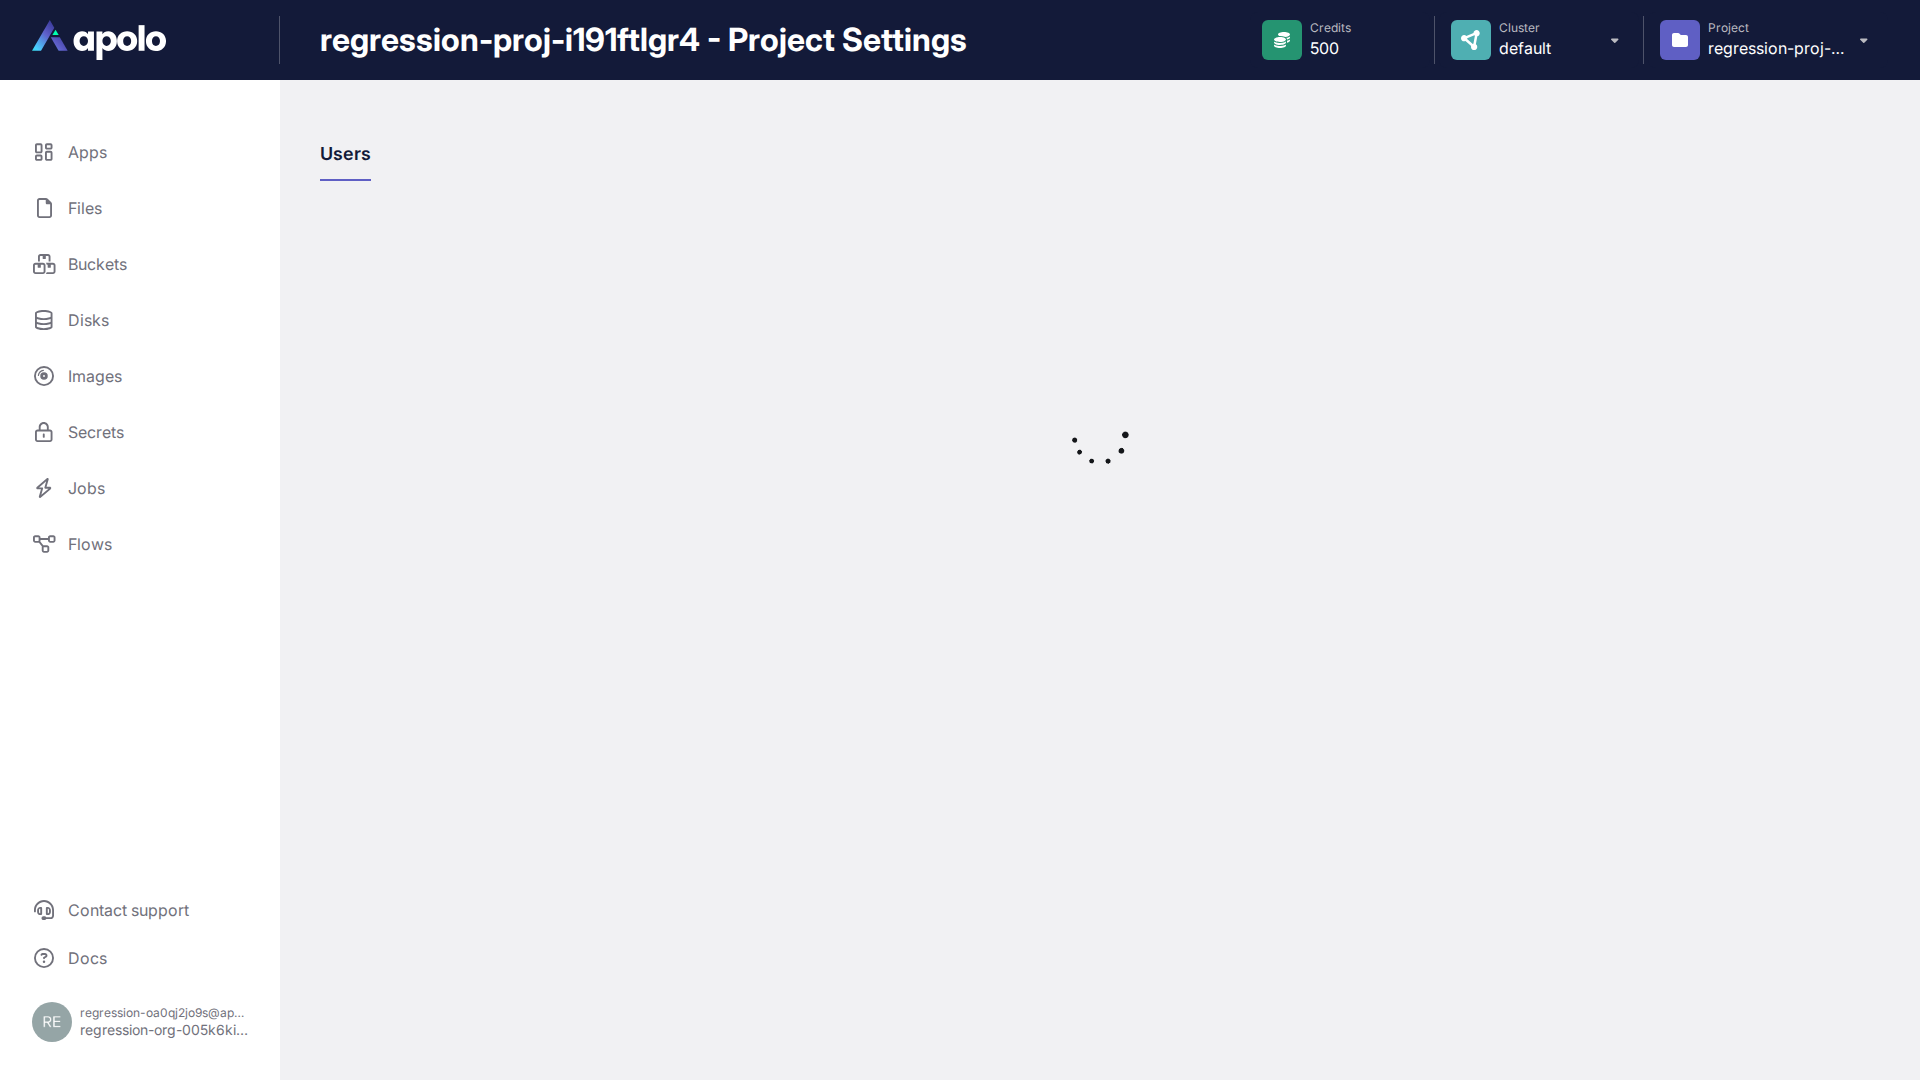 apolo
regression-proj-i191ftlgr4 - Project Settings
Credits
500
Cluster
default
Project
regression-proj-...
Apps
Files
Buckets
Disks
Images
Secrets
Jobs
Flows
Users
Contact support
Docs
RE
regression-oa0qj2jo9s@ap...
regression-org-005k6ki...